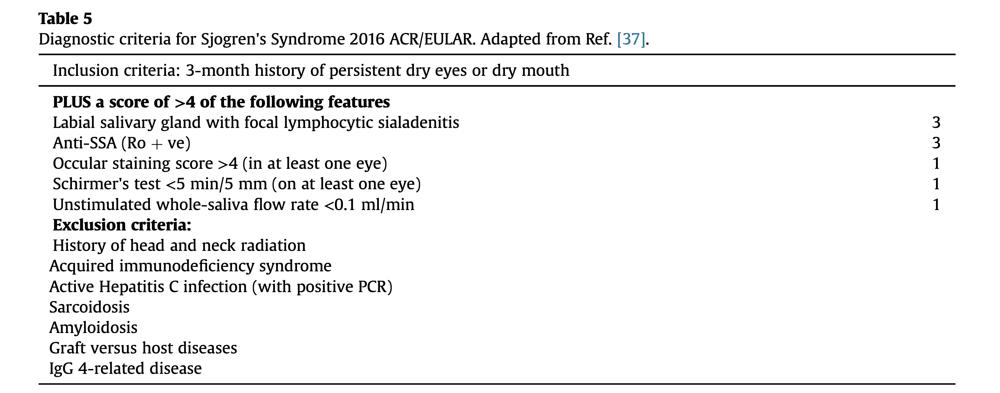 Table 5
Diagnostic criteria for Sjogren's Syndrome 2016 ACR/EULAR. Adapted from Ref. [37].
Inclusion criteria: 3-month history of persistent dry eyes or dry mouth
PLUS a score of >4 of the following features
Labial salivary gland with focal lymphocytic sialadenitis 3
Anti-SSA (Ro + ve) 3
Occular staining score >4 (in at least one eye) 1
Schirmer's test <5 min/5 mm (on at least one eye) 1
Unstimulated whole-saliva flow rate <0.1 ml/min 1
Exclusion criteria:
History of head and neck radiation
Acquired immunodeficiency syndrome
Active Hepatitis C infection (with positive PCR)
Sarcoidosis
Amyloidosis
Graft versus host diseases
IgG 4-related disease